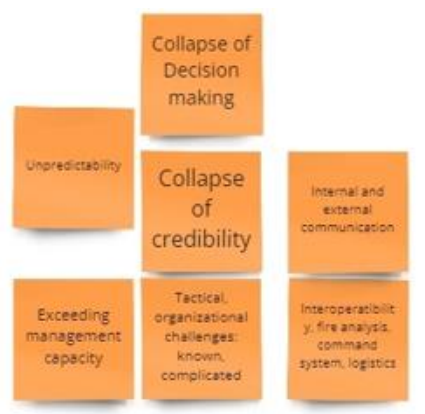 Collapse of
Decision
making
Unpredictability
Collapse
of
credibility
Internal and
external
communication
Exceeding
management
capacity
Tactical,
organizational
challenges:
known,
complicated
Interoperatibilit
y, fire analysis,
command
system, logistics